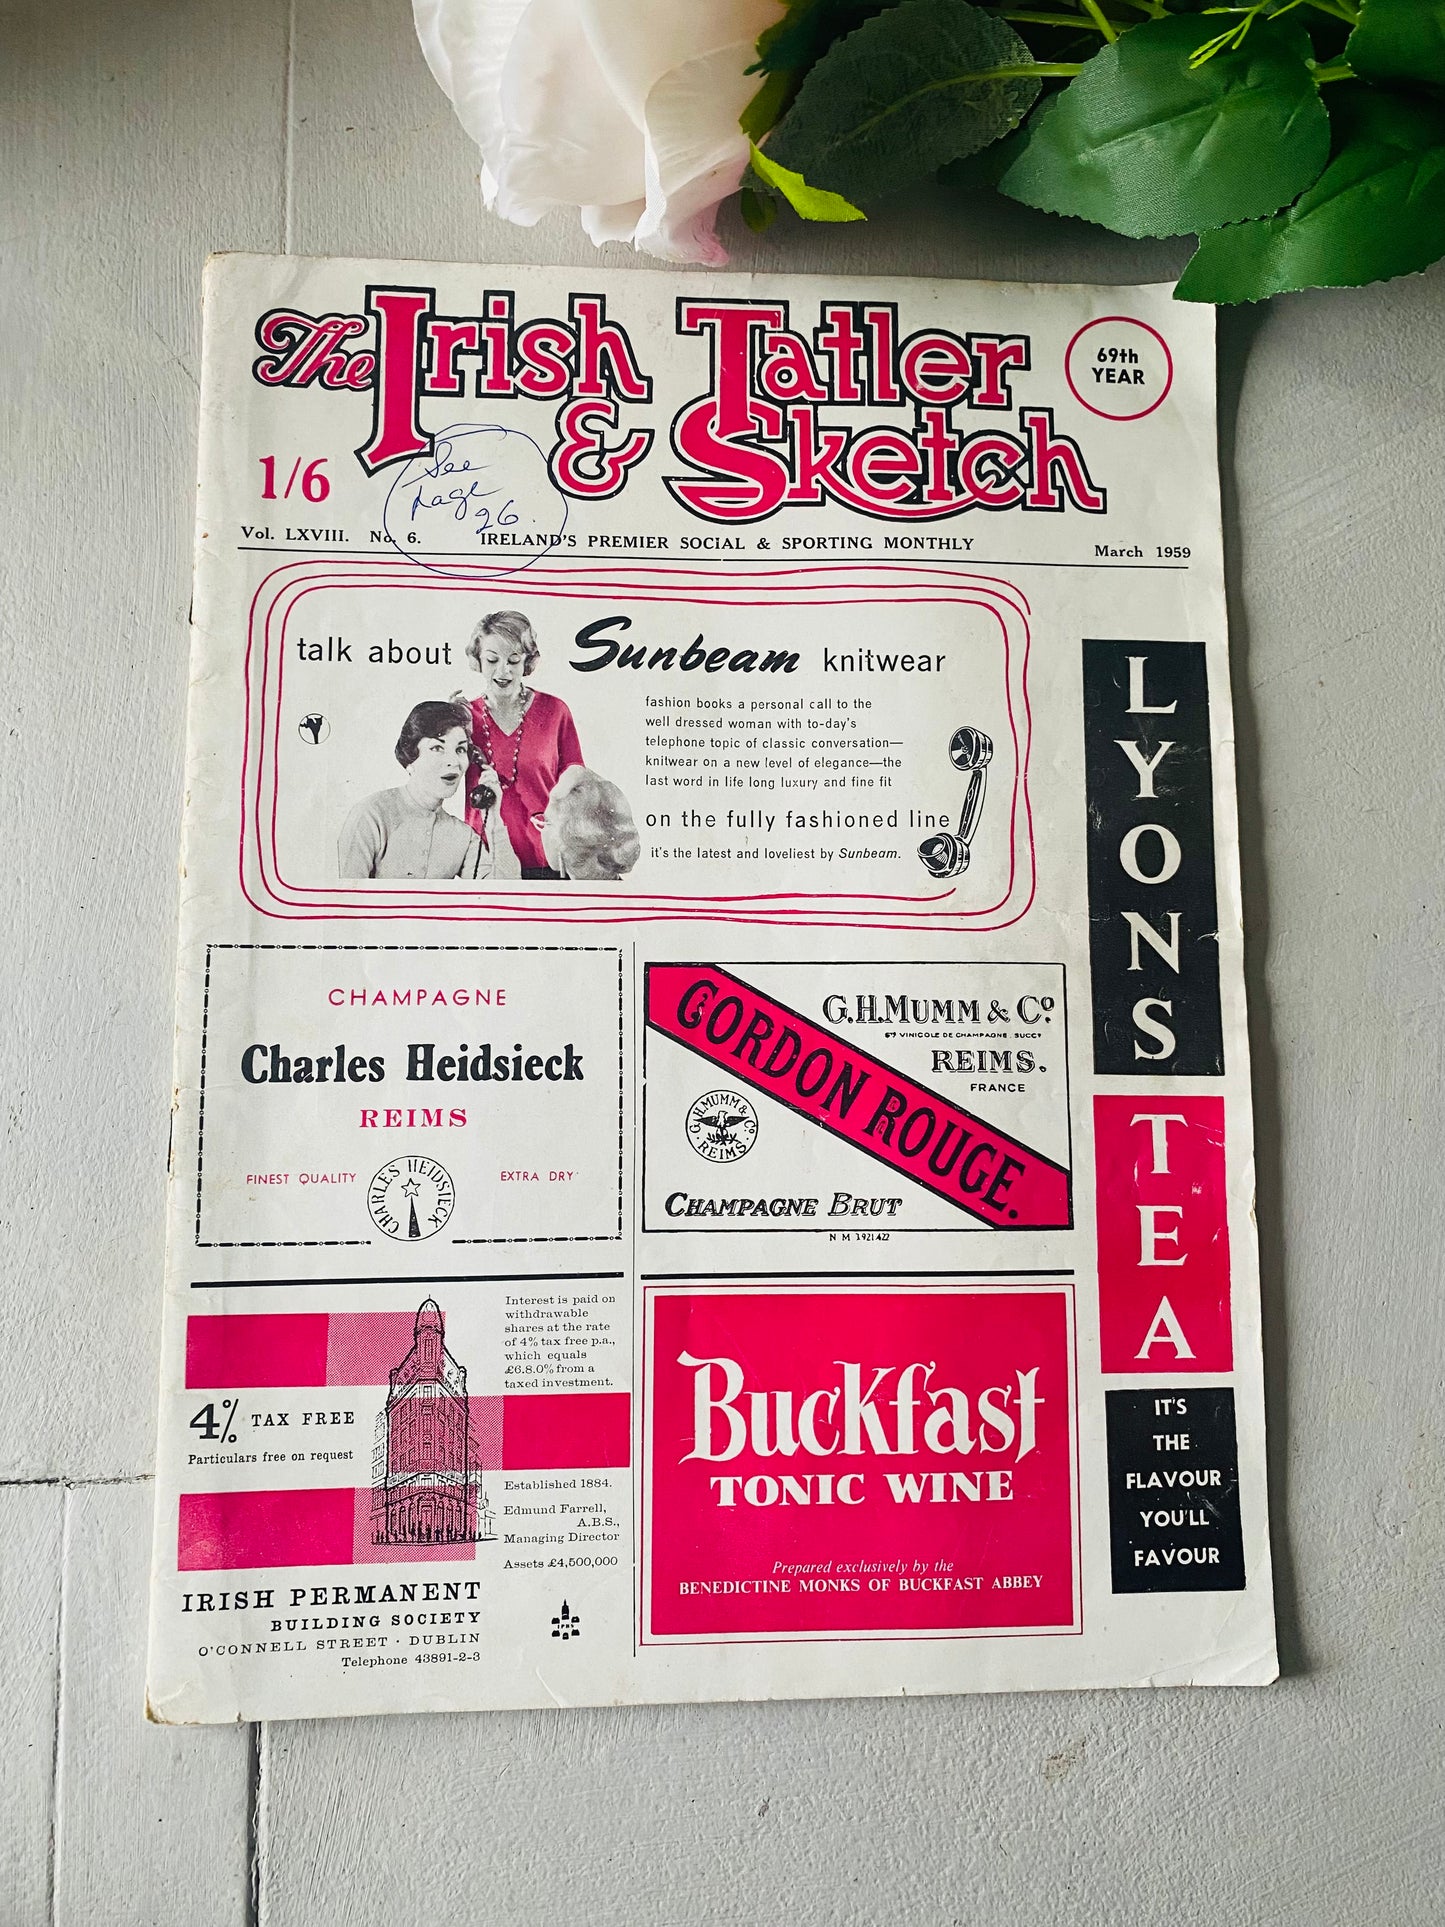 The Irish Tatler
& Sketch
69th
YEAR
1/6
See
page
26.
Vol. LXVIII. No. 6.
IRELAND'S PREMIER SOCIAL & SPORTING MONTHLY
March 1959
talk about Sunbeam knitwear
fashion books a personal call to the
well dressed woman with to-day's
telephone topic of classic conversation—
knitwear on a new level of elegance—the
last word in life long luxury and fine fit
on the fully fashioned line
it's the latest and loveliest by Sunbeam.
LYONS
TEA
IT'S
THE
FLAVOUR
YOU'LL
FAVOUR
CHAMPAGNE
Charles Heidsieck
REIMS
FINEST QUALITY
EXTRA DRY
CHARLES HEIDSIECK
G.H.MUMM & Co.
Sté VINICOLE DE CHAMPAGNE. SUCCr
REIMS.
FRANCE
CORDON ROUGE.
G.H.MUMM & Co
REIMS
CHAMPAGNE BRUT
N M 1921422
Interest is paid on
withdrawable
shares at the rate
of 4% tax free p.a.,
which equals
£6.8.0% from a
taxed investment.
4% TAX FREE
Particulars free on request
Established 1884.
Edmund Farrell,
A.B.S.,
Managing Director
Assets £4,500,000
IRISH PERMANENT
BUILDING SOCIETY
O'CONNELL STREET · DUBLIN
Telephone 43891-2-3
IPBS
Buckfast
TONIC WINE
Prepared exclusively by the
BENEDICTINE MONKS OF BUCKFAST ABBEY